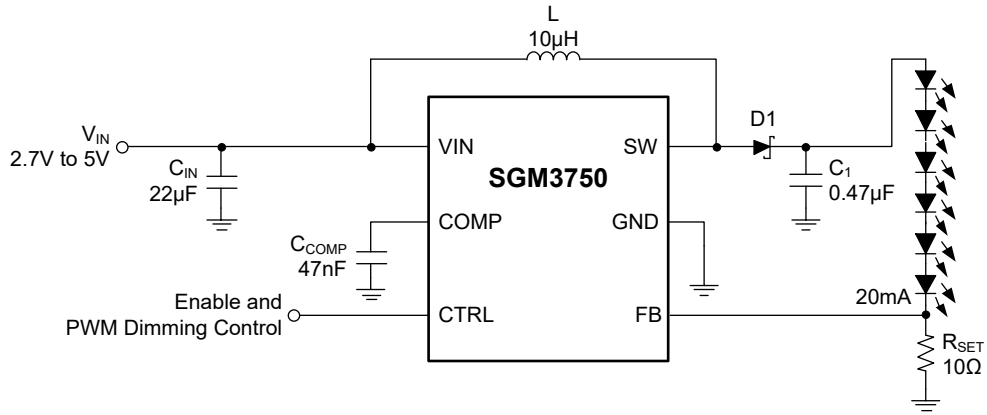 L
10µH
V_IN
2.7V to 5V
C_IN
22µF
VIN
SW
D1
SGM3750
C_1
0.47µF
COMP
GND
C_COMP
47nF
Enable and
PWM Dimming Control
CTRL
FB
20mA
R_SET
10Ω